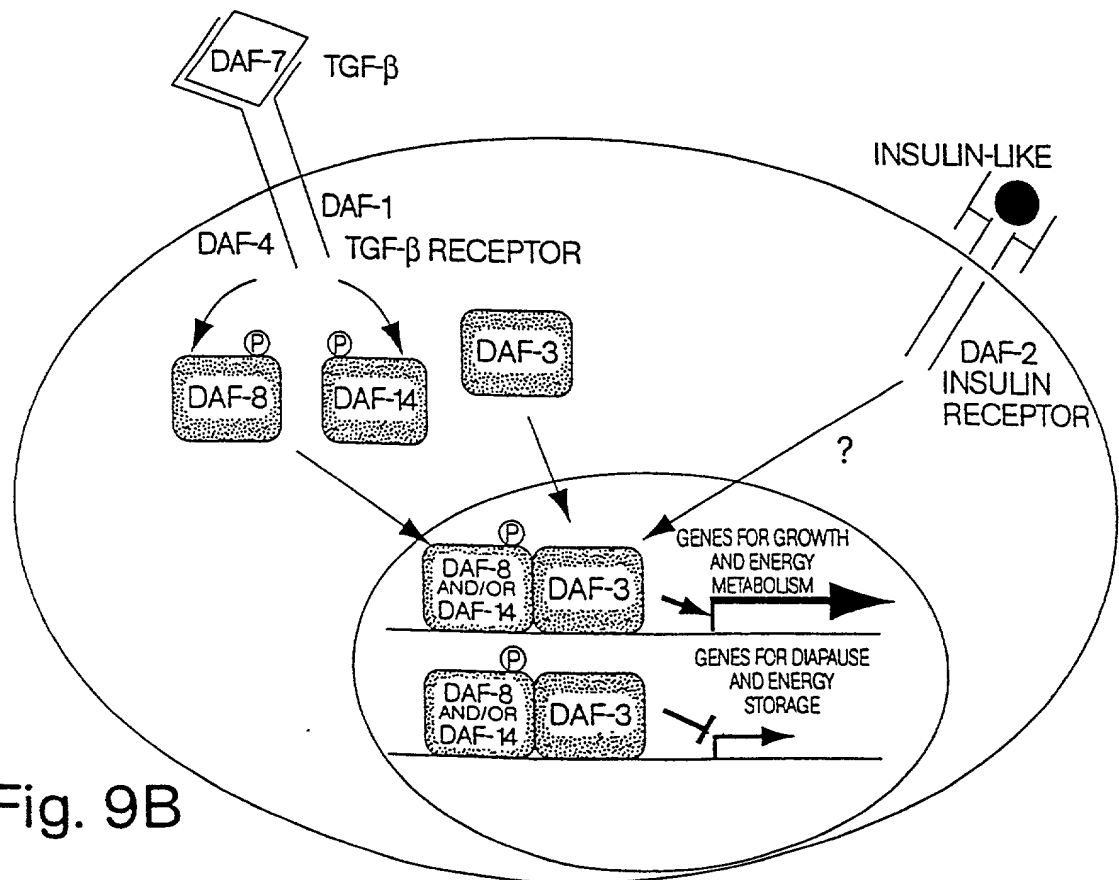 DAF-7
TGF-β
INSULIN-LIKE
DAF-1
DAF-4
TGF-β RECEPTOR
P
P
DAF-3
DAF-8
DAF-14
DAF-2
INSULIN
RECEPTOR
?
P
DAF-8
AND/OR
DAF-14
DAF-3
GENES FOR GROWTH
AND ENERGY
METABOLISM
P
DAF-8
AND/OR
DAF-14
DAF-3
GENES FOR DIAPAUSE
AND ENERGY
STORAGE
Fig. 9B